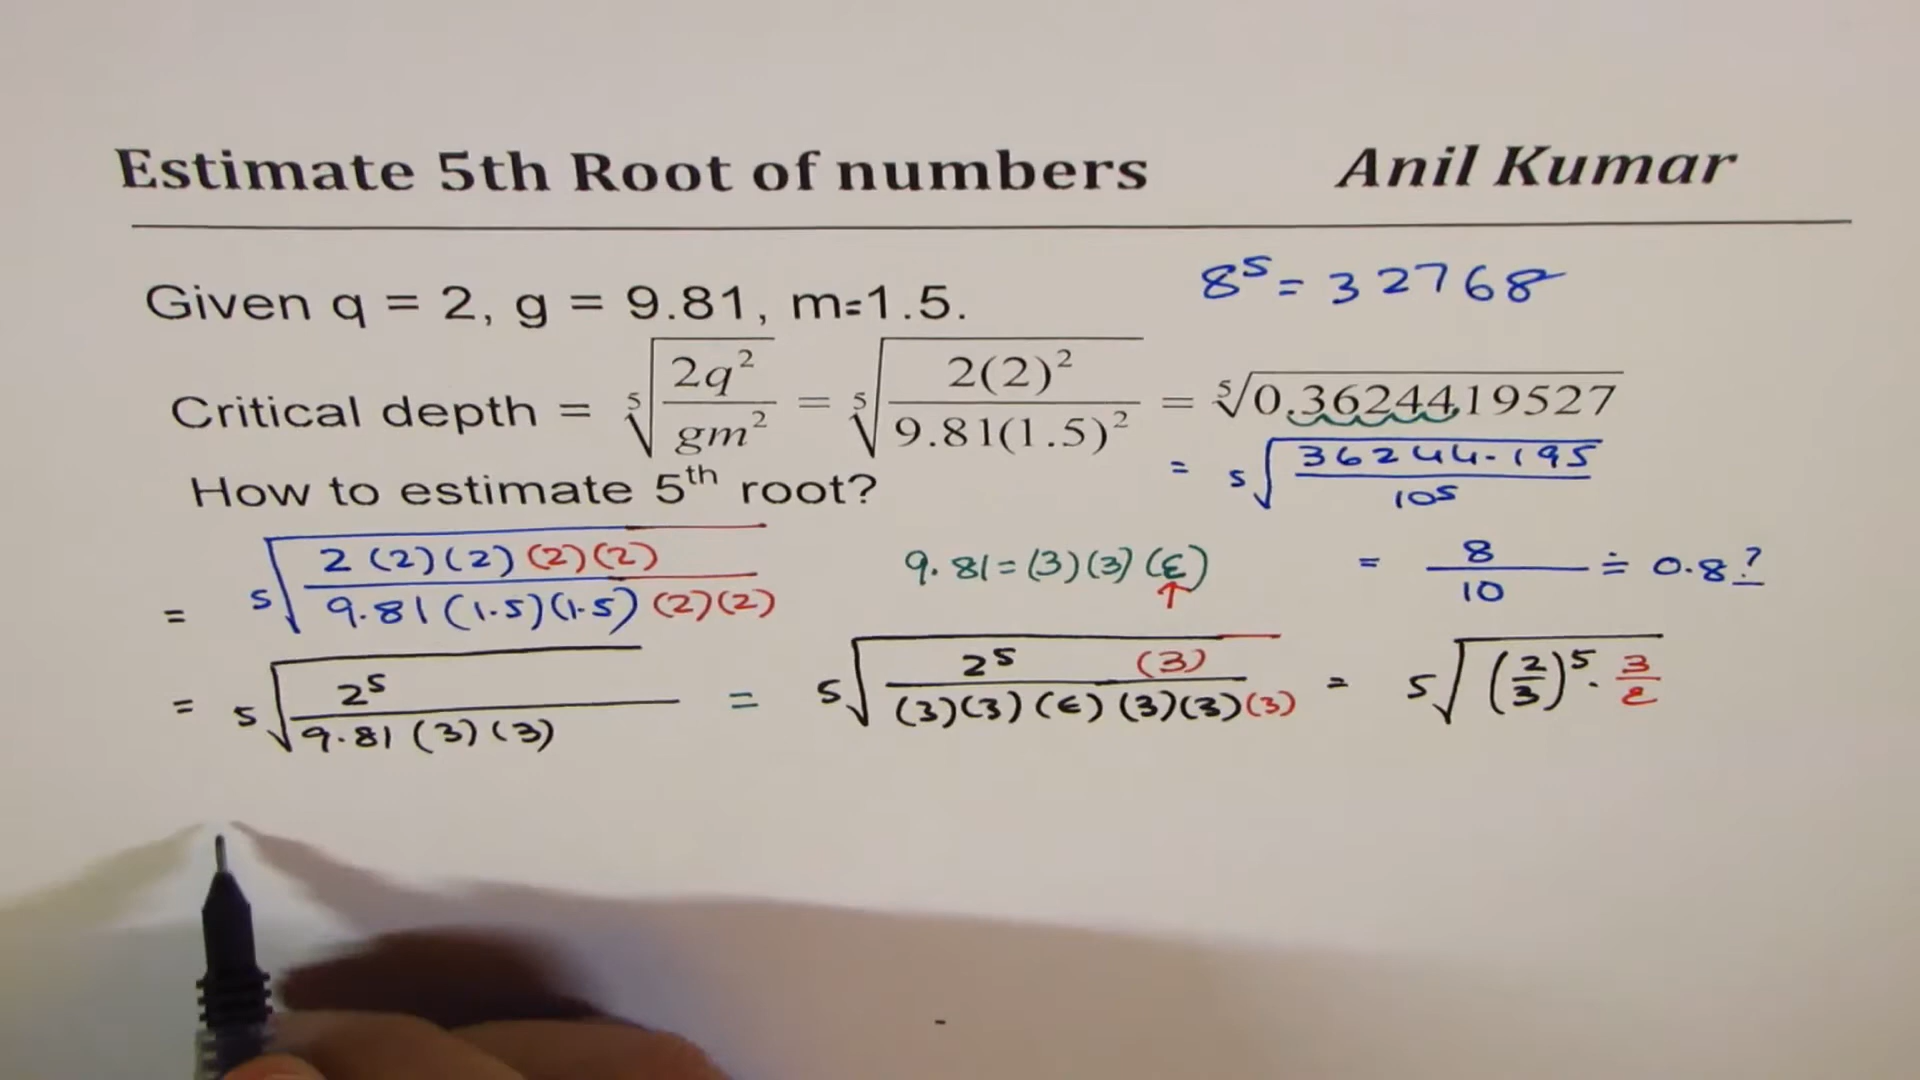 Estimate 5th Root of numbers Anil Kumar
Given q = 2, g = 9.81, m=1.5.
8⁵ = 32768
Critical depth = ⁵√(2q²/gm²) = ⁵√(2(2)²/9.81(1.5)²) = ⁵√0.36244419527
= ⁵√(36244.195/10⁵)
How to estimate 5th root?
= ⁵√(2(2)(2)(2)(2)/9.81(1.5)(1.5)(2)(2))
9.81 = (3)(3)(ε)
↑
= 8/10 ≐ 0.8?
= ⁵√(2⁵/9.81(3)(3)) = ⁵√(2⁵(3)/(3)(3)(ε)(3)(3)(3)) = ⁵√((2/3)⁵·3/ε)